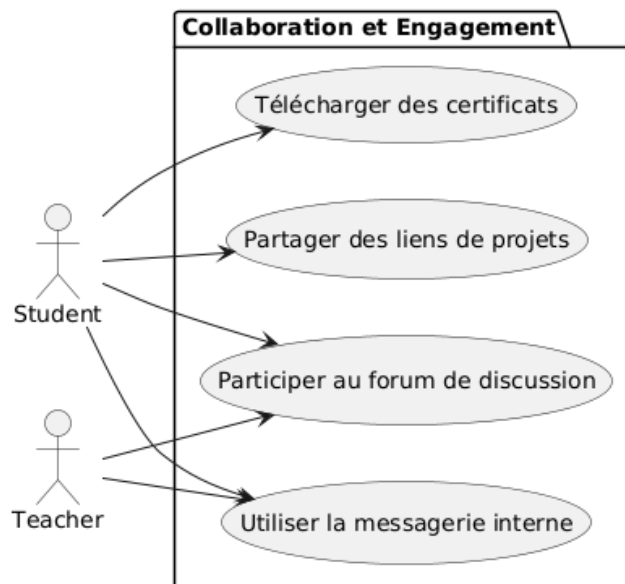 Collaboration et Engagement
Télécharger des certificats
Partager des liens de projets
Student
Participer au forum de discussion
Teacher
Utiliser la messagerie interne